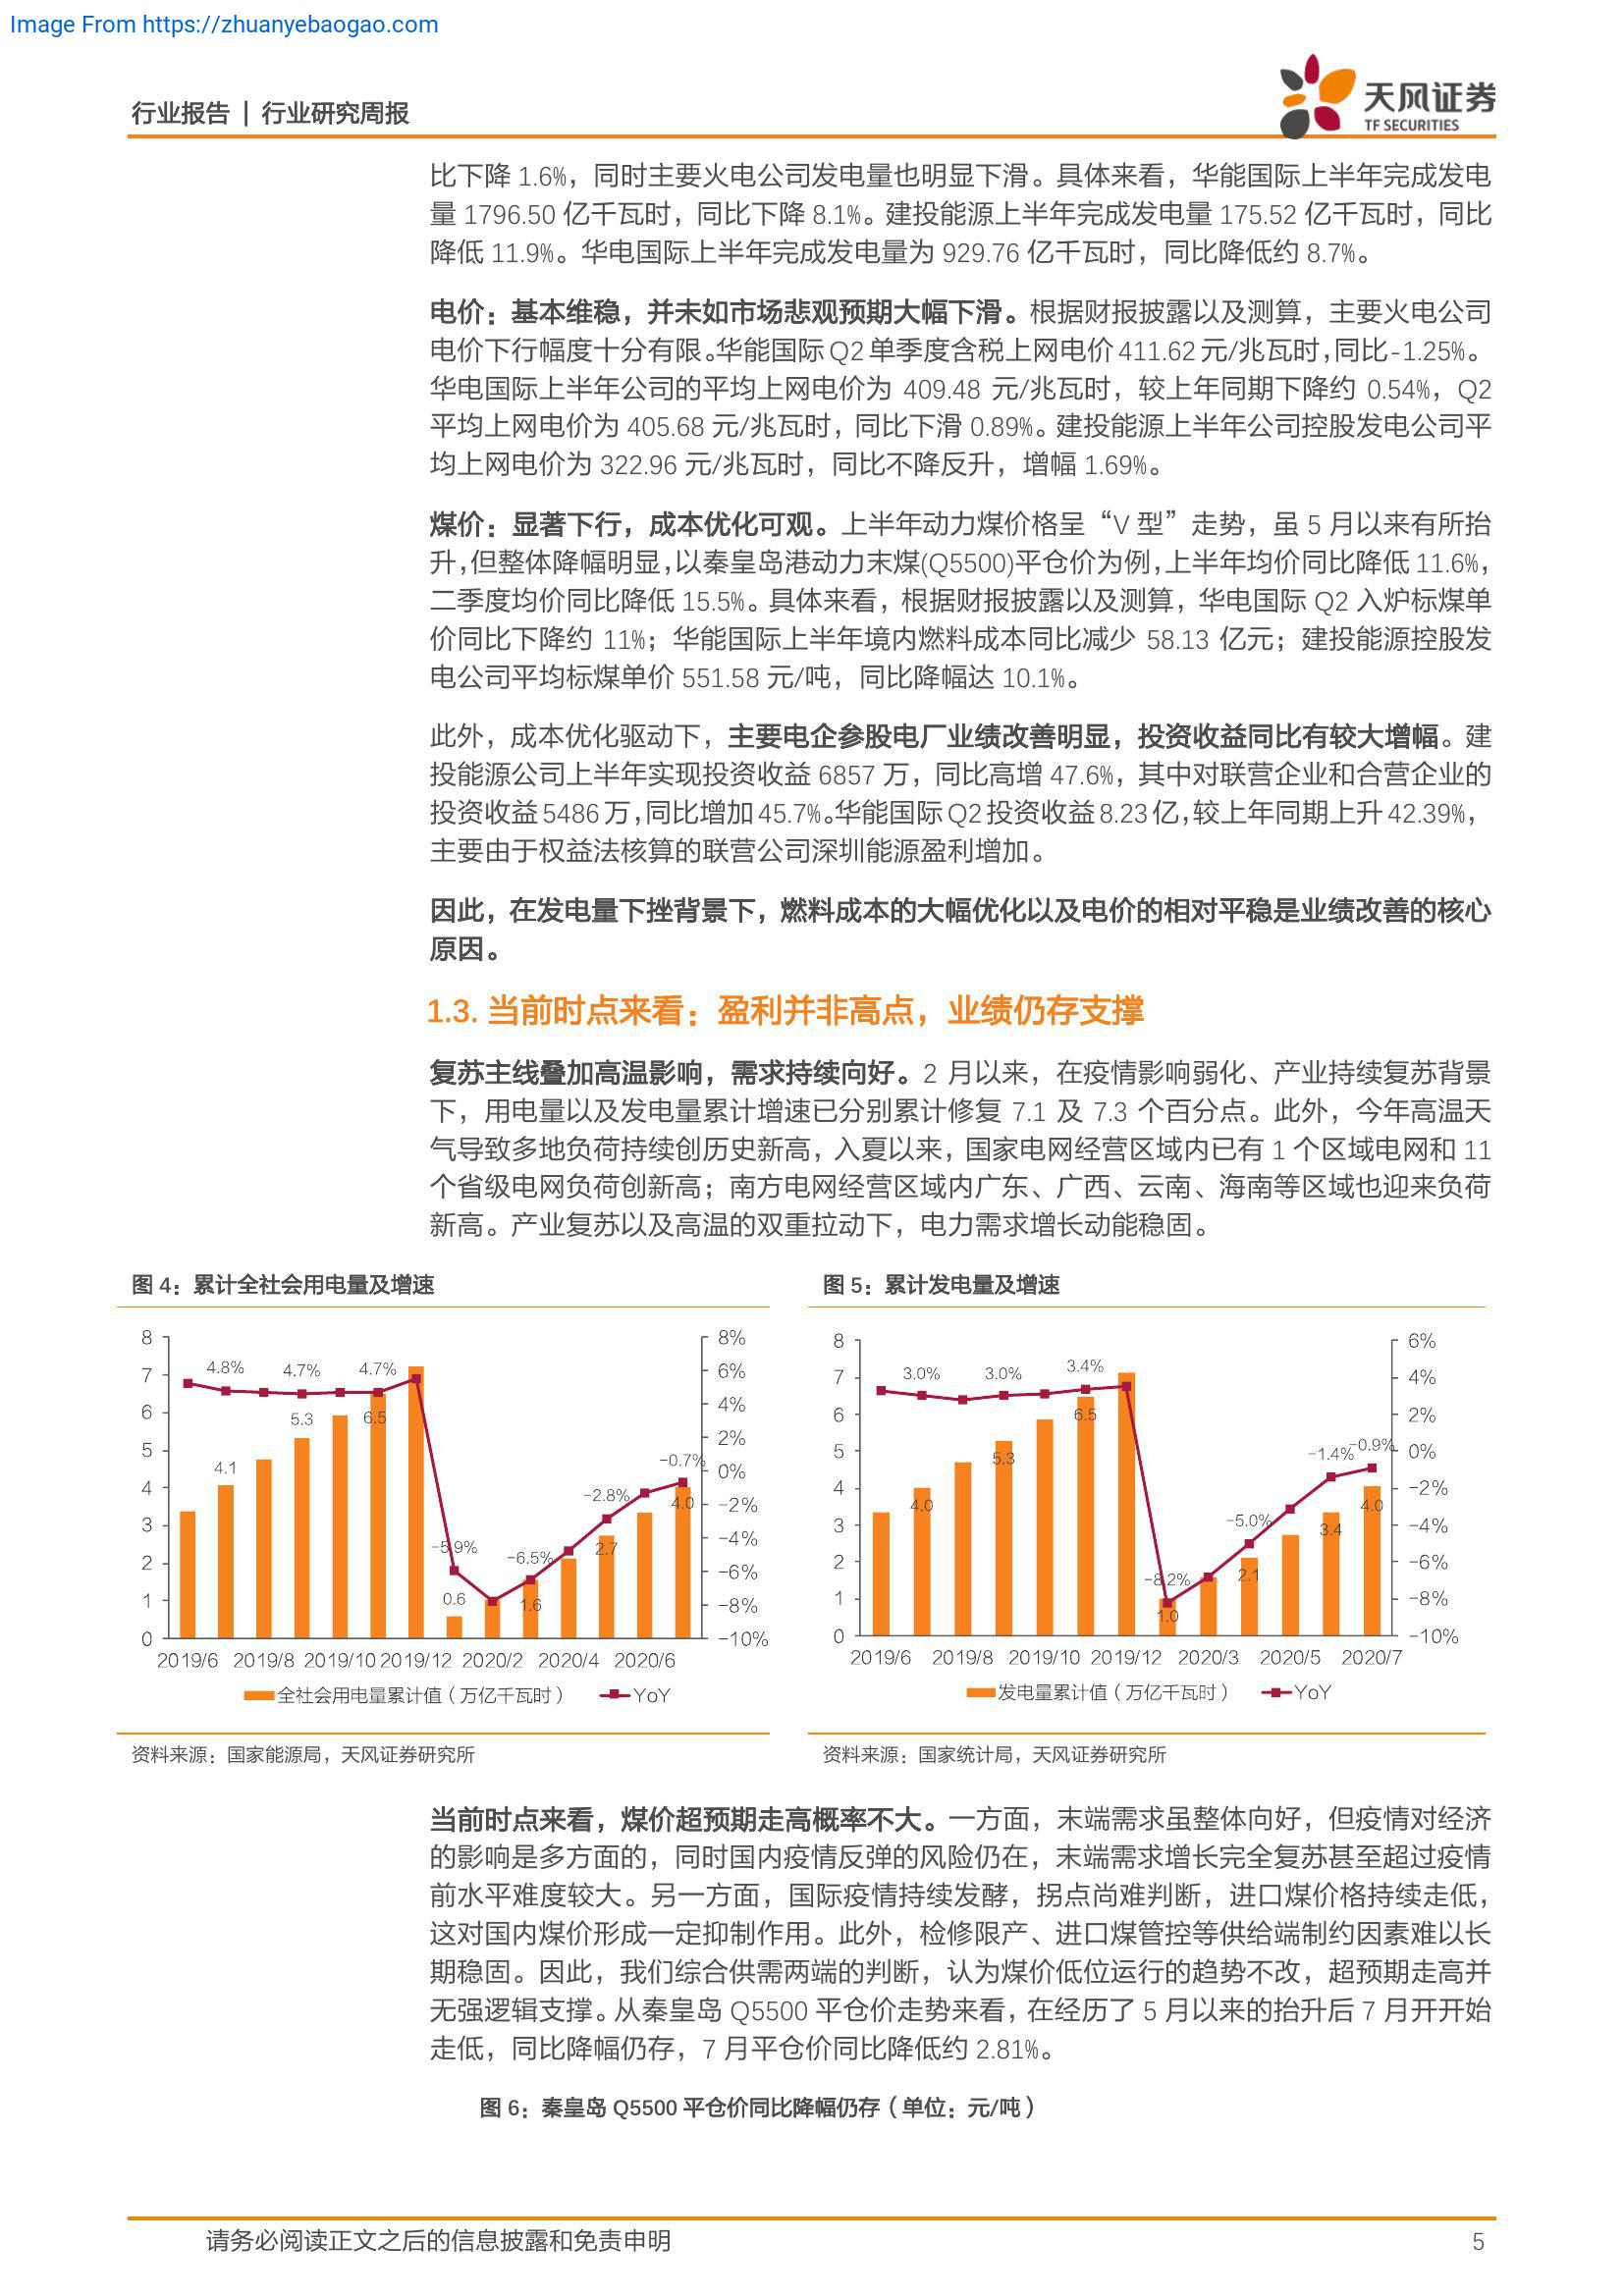 Image From https://zhuanyebaogao.com
行业报告 | 行业研究周报
天风证券
TF SECURITIES
比下降 1.6%，同时主要火电公司发电量也明显下滑。具体来看，华能国际上半年完成发电
量 1796.50 亿千瓦时，同比下降 8.1%。建投能源上半年完成发电量 175.52 亿千瓦时，同比
降低 11.9%。华电国际上半年完成发电量为 929.76 亿千瓦时，同比降低约 8.7%。
电价：基本维稳，并未如市场悲观预期大幅下滑。根据财报披露以及测算，主要火电公司
电价下行幅度十分有限。华能国际 Q2 单季度含税上网电价 411.62 元/兆瓦时，同比-1.25%。
华电国际上半年公司的平均上网电价为 409.48 元/兆瓦时，较上年同期下降约 0.54%，Q2
平均上网电价为 405.68 元/兆瓦时，同比下滑 0.89%。建投能源上半年公司控股发电公司平
均上网电价为 322.96 元/兆瓦时，同比不降反升，增幅 1.69%。
煤价：显著下行，成本优化可观。上半年动力煤价格呈“V 型”走势，虽 5 月以来有所抬
升，但整体降幅明显，以秦皇岛港动力末煤(Q5500)平仓价为例，上半年均价同比降低 11.6%，
二季度均价同比降低 15.5%。具体来看，根据财报披露以及测算，华电国际 Q2 入炉标煤单
价同比下降约 11%；华能国际上半年境内燃料成本同比减少 58.13 亿元；建投能源控股发
电公司平均标煤单价 551.58 元/吨，同比降幅达 10.1%。
此外，成本优化驱动下，主要电企参股电厂业绩改善明显，投资收益同比有较大增幅。建
投能源公司上半年实现投资收益 6857 万，同比高增 47.6%，其中对联营企业和合营企业的
投资收益 5486 万，同比增加 45.7%。华能国际 Q2 投资收益 8.23 亿，较上年同期上升 42.39%，
主要由于权益法核算的联营公司深圳能源盈利增加。
因此，在发电量下挫背景下，燃料成本的大幅优化以及电价的相对平稳是业绩改善的核心
原因。
1.3. 当前时点来看：盈利并非高点，业绩仍存支撑
复苏主线叠加高温影响，需求持续向好。2 月以来，在疫情影响弱化、产业持续复苏背景
下，用电量以及发电量累计增速已分别累计修复 7.1 及 7.3 个百分点。此外，今年高温天
气导致多地负荷持续创历史新高，入夏以来，国家电网经营区域内已有 1 个区域电网和 11
个省级电网负荷创新高；南方电网经营区域内广东、广西、云南、海南等区域也迎来负荷
新高。产业复苏以及高温的双重拉动下，电力需求增长动能稳固。
图 4：累计全社会用电量及增速
8
7
6
5
4
3
2
1
0
8%
6%
4%
2%
0%
−2%
−4%
−6%
−8%
−10%
4.8%
4.7%
4.7%
−5.9%
−6.5%
−2.8%
−0.7%
4.1
5.3
6.5
0.6
1.6
2.7
4.0
2019/6 2019/8 2019/10 2019/12 2020/2 2020/4 2020/6
全社会用电量累计值（万亿千瓦时） YoY
资料来源：国家能源局，天风证券研究所
图 5：累计发电量及增速
8
7
6
5
4
3
2
1
0
6%
4%
2%
0%
−2%
−4%
−6%
−8%
−10%
3.0%
3.0%
3.4%
−8.2%
−5.0%
−1.4%
−0.9%
4.0
5.3
6.5
1.0
2.1
3.4
4.0
2019/6 2019/8 2019/10 2019/12 2020/3 2020/5 2020/7
发电量累计值（万亿千瓦时） YoY
资料来源：国家统计局，天风证券研究所
当前时点来看，煤价超预期走高概率不大。一方面，末端需求虽整体向好，但疫情对经济
的影响是多方面的，同时国内疫情反弹的风险仍在，末端需求增长完全复苏甚至超过疫情
前水平难度较大。另一方面，国际疫情持续发酵，拐点尚难判断，进口煤价格持续走低，
这对国内煤价形成一定抑制作用。此外，检修限产、进口煤管控等供给端制约因素难以长
期稳固。因此，我们综合供需两端的判断，认为煤价低位运行的趋势不改，超预期走高并
无强逻辑支撑。从秦皇岛 Q5500 平仓价走势来看，在经历了 5 月以来的抬升后 7 月开开始
走低，同比降幅仍存，7 月平仓价同比降低约 2.81%。
图 6：秦皇岛 Q5500 平仓价同比降幅仍存（单位：元/吨）
请务必阅读正文之后的信息披露和免责申明
5